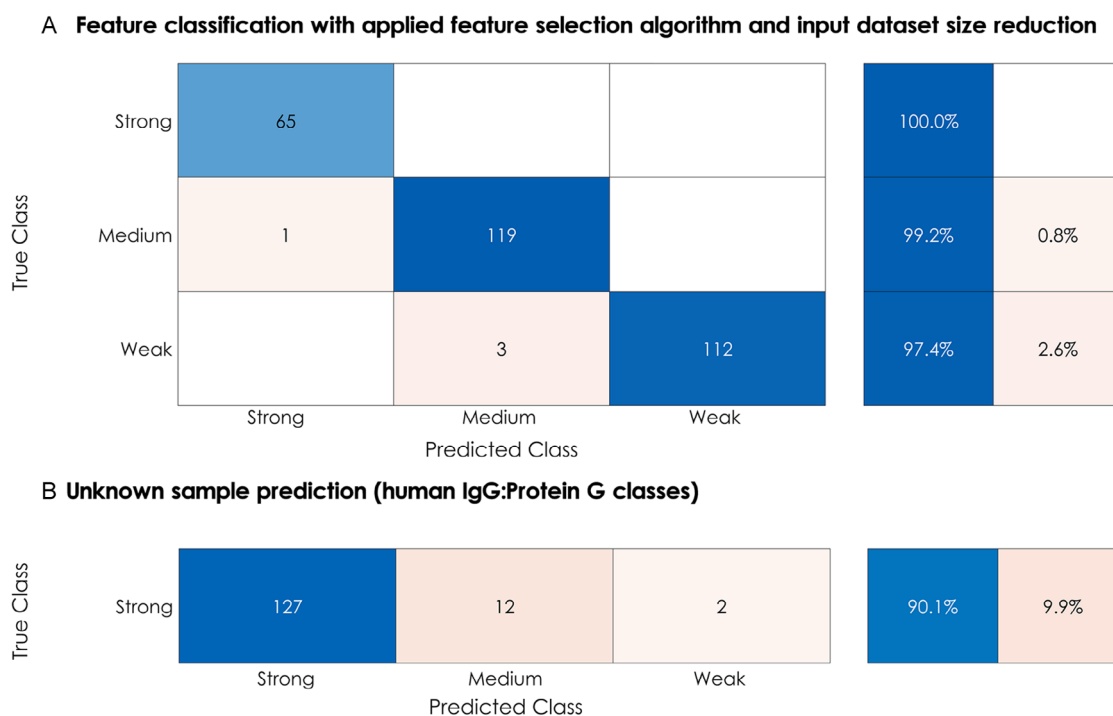 A Feature classification with applied feature selection algorithm and input dataset size reduction
Strong 65 100.0%
Medium 1 119 99.2% 0.8%
Weak 3 112 97.4% 2.6%
True Class
Strong Medium Weak
Predicted Class
B Unknown sample prediction (human IgG:Protein G classes)
Strong 127 12 2 90.1% 9.9%
True Class
Strong Medium Weak
Predicted Class